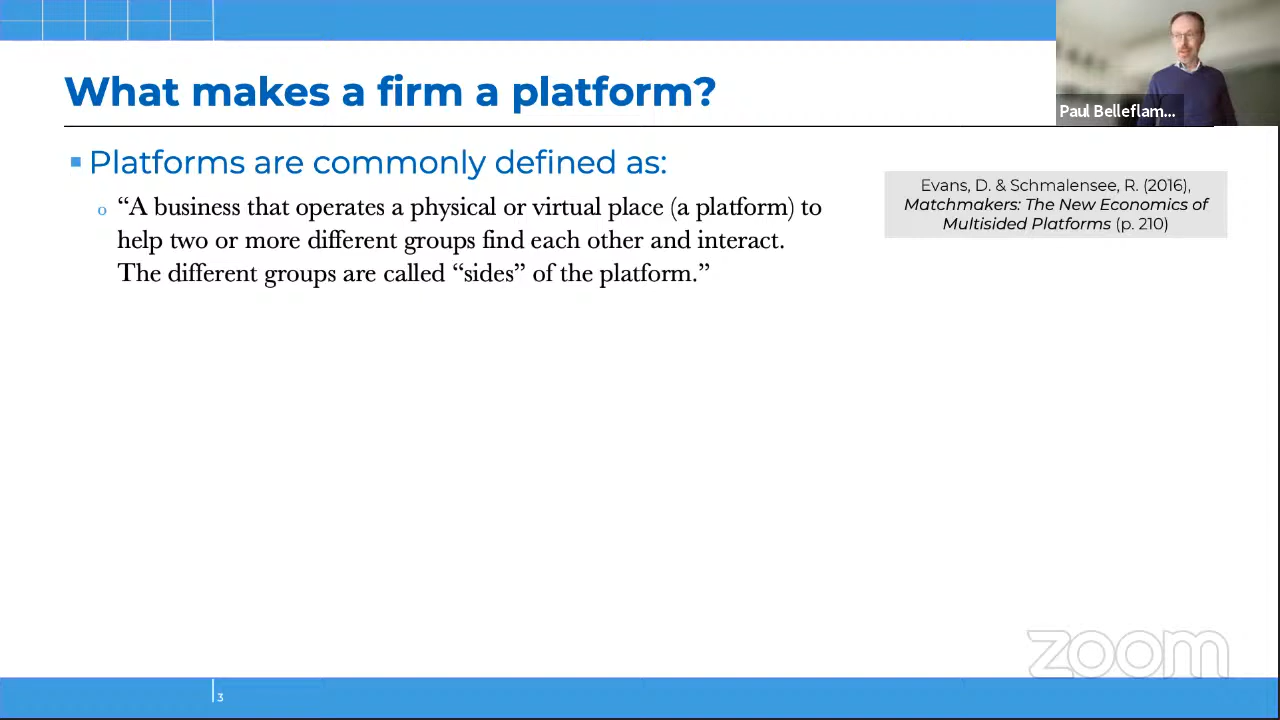 What makes a firm a platform?
Paul Belleflam...
▪ Platforms are commonly defined as:
o “A business that operates a physical or virtual place (a platform) to
help two or more different groups find each other and interact.
The different groups are called “sides” of the platform.”
Evans, D. & Schmalensee, R. (2016),
Matchmakers: The New Economics of
Multisided Platforms (p. 210)
zoom
3